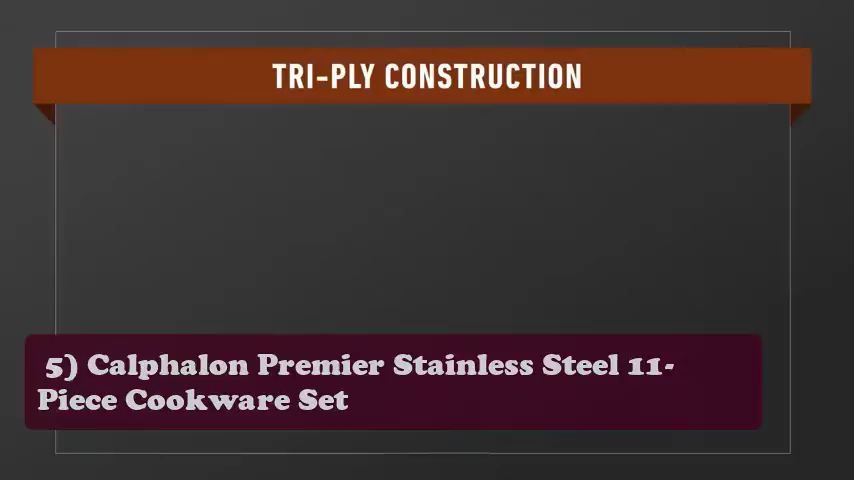 TRI-PLY CONSTRUCTION
5) Calphalon Premier Stainless Steel 11-
Piece Cookware Set